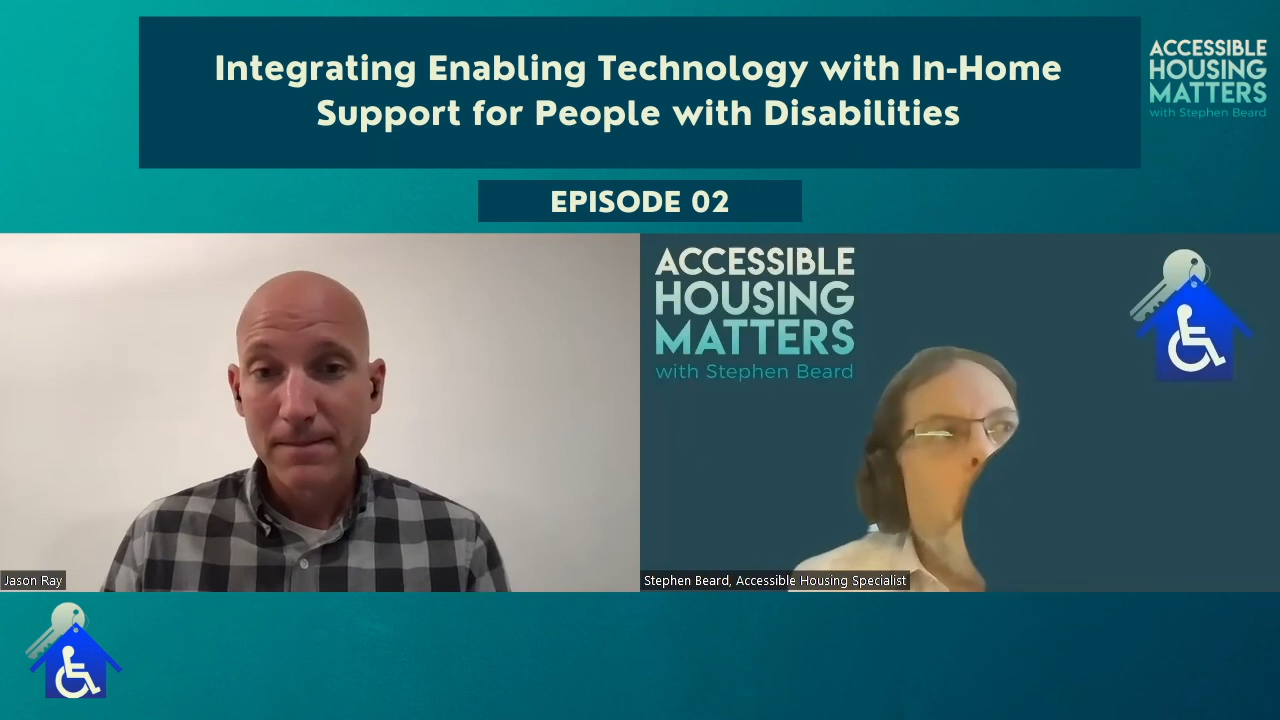 Integrating Enabling Technology with In-Home
Support for People with Disabilities
ACCESSIBLE
HOUSING
MATTERS
with Stephen Beard
EPISODE 02
ACCESSIBLE
HOUSING
MATTERS
with Stephen Beard
Jason Ray
Stephen Beard, Accessible Housing Specialist